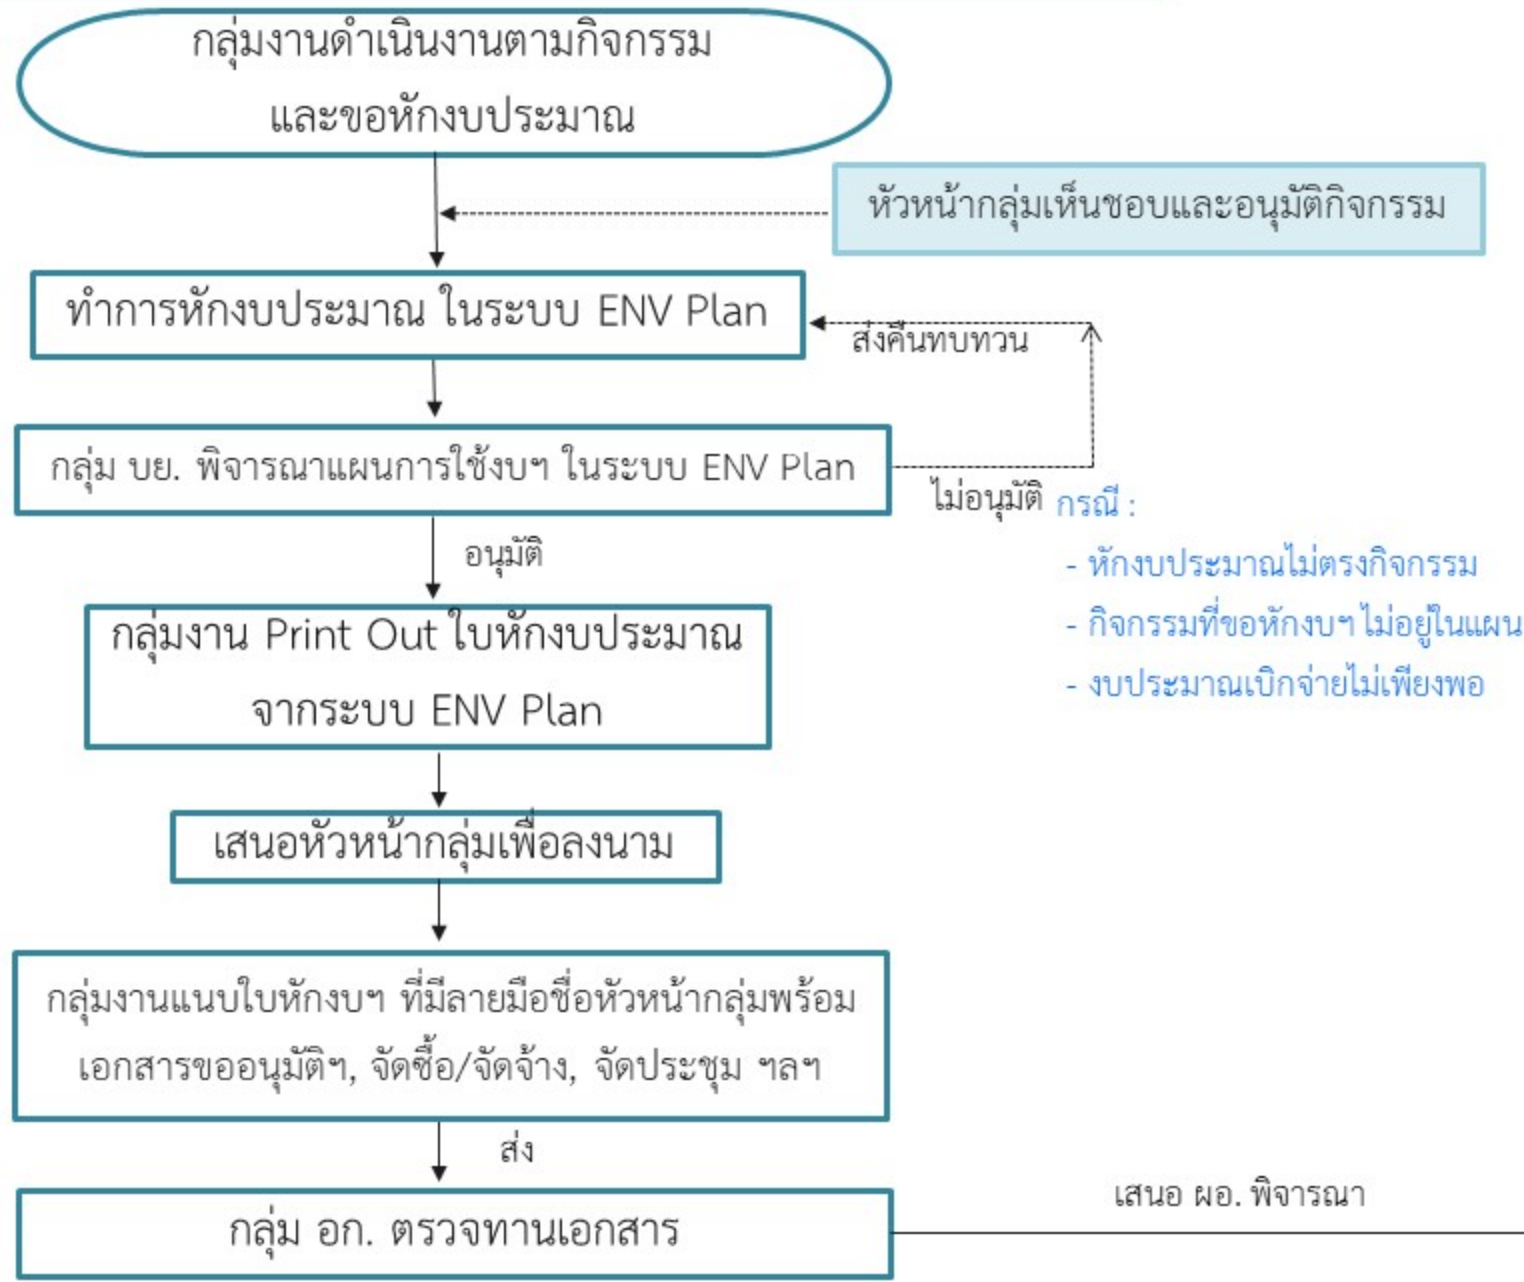 กลุ่มงานดำเนินงานตามกิจกรรม
และขอหักงบประมาณ
หัวหน้ากลุ่มเห็นชอบและอนุมัติกิจกรรม
ทำการหักงบประมาณ ในระบบ ENV Plan
ส่งคืนทบทวน
กลุ่ม บย. พิจารณาแผนการใช้งบฯ ในระบบ ENV Plan
ไม่อนุมัติ
กรณี :
- หักงบประมาณไม่ตรงกิจกรรม
- กิจกรรมที่ขอหักงบฯ ไม่อยู่ในแผน
- งบประมาณเบิกจ่ายไม่เพียงพอ
อนุมัติ
กลุ่มงาน Print Out ใบหักงบประมาณ
จากระบบ ENV Plan
เสนอหัวหน้ากลุ่มเพื่อลงนาม
กลุ่มงานแนบใบหักงบฯ ที่มีลายมือชื่อหัวหน้ากลุ่มพร้อม
เอกสารขออนุมัติฯ, จัดซื้อ/จัดจ้าง, จัดประชุม ฯลฯ
ส่ง
กลุ่ม อก. ตรวจทานเอกสาร
เสนอ ผอ. พิจารณา